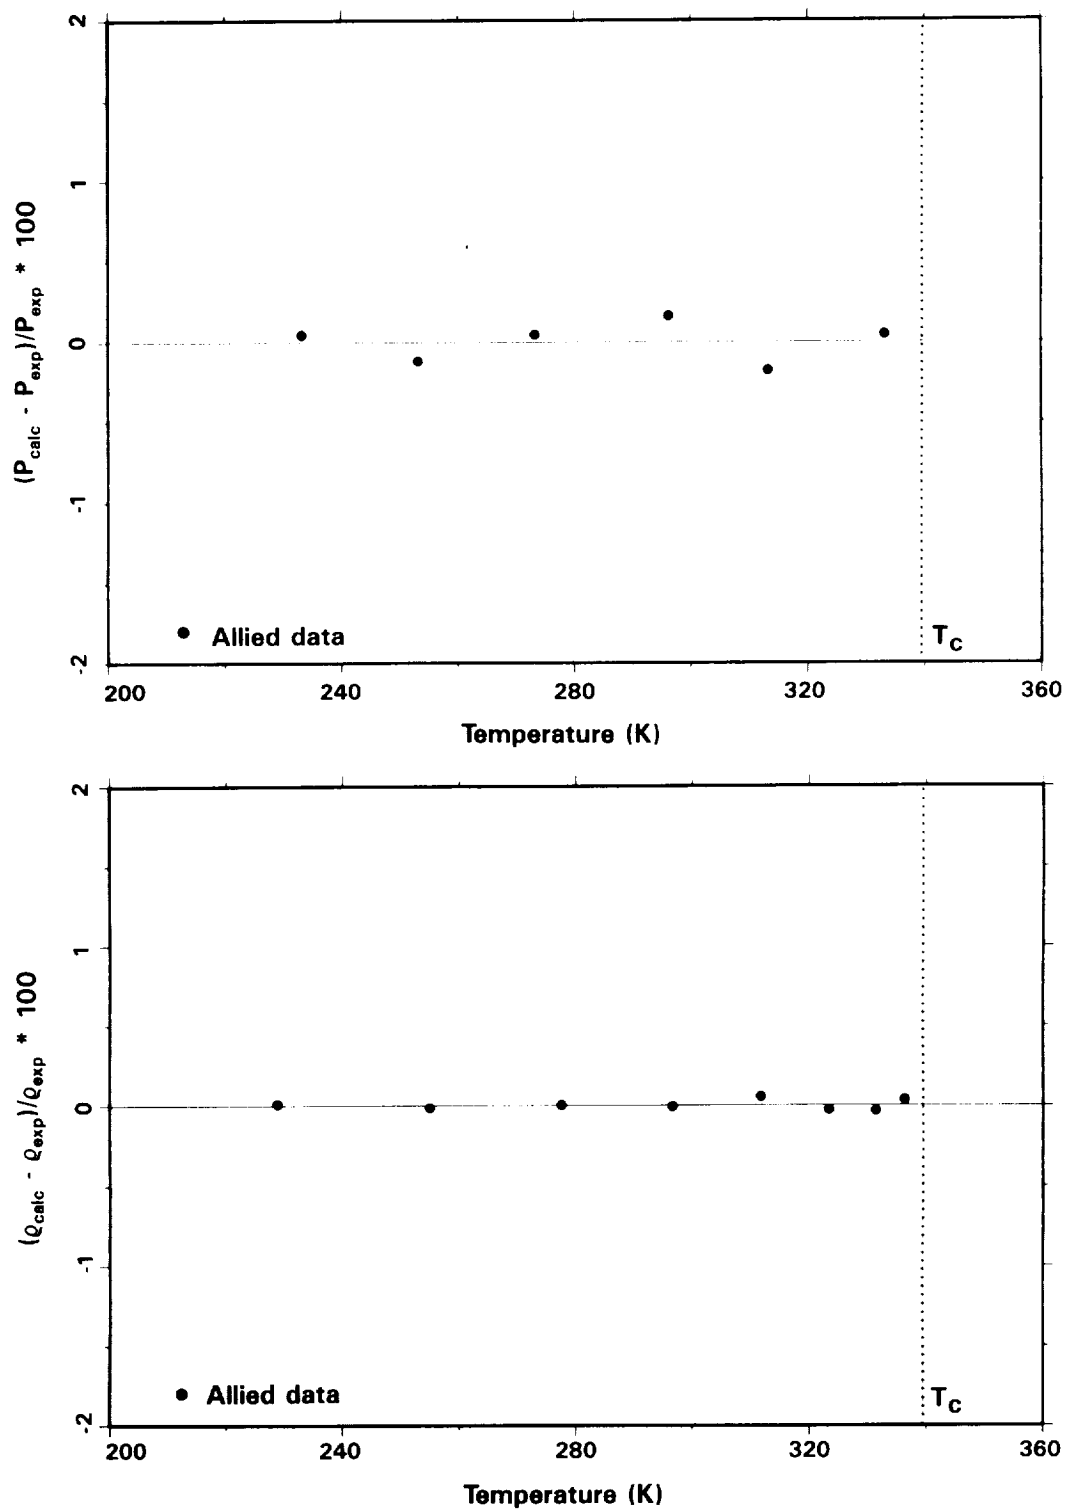 2
1
0
-1
-2
(P_calc - P_exp)/P_exp * 100
Allied data
T_c
200 240 280 320 360
Temperature (K)
2
1
0
-1
-2
(ϱ_calc - ϱ_exp)/ϱ_exp * 100
Allied data
T_c
200 240 280 320 360
Temperature (K)